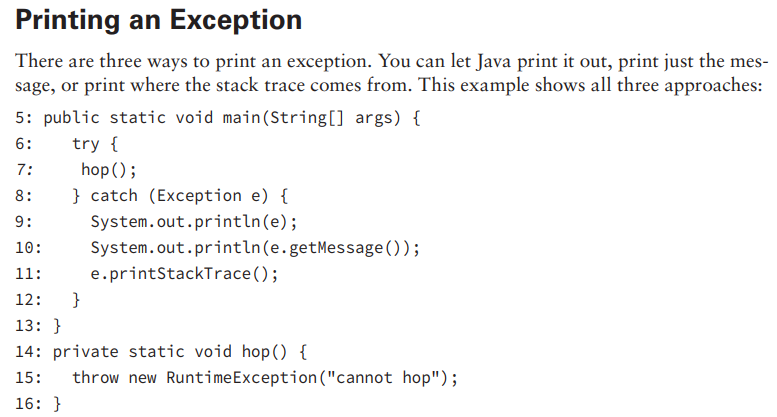 Printing an Exception
There are three ways to print an exception. You can let Java print it out, print just the mes-
sage, or print where the stack trace comes from. This example shows all three approaches:
5: public static void main(String[] args) {
6:    try {
7:     hop();
8:    } catch (Exception e) {
9:      System.out.println(e);
10:     System.out.println(e.getMessage());
11:     e.printStackTrace();
12:   }
13: }
14: private static void hop() {
15:   throw new RuntimeException("cannot hop");
16: }